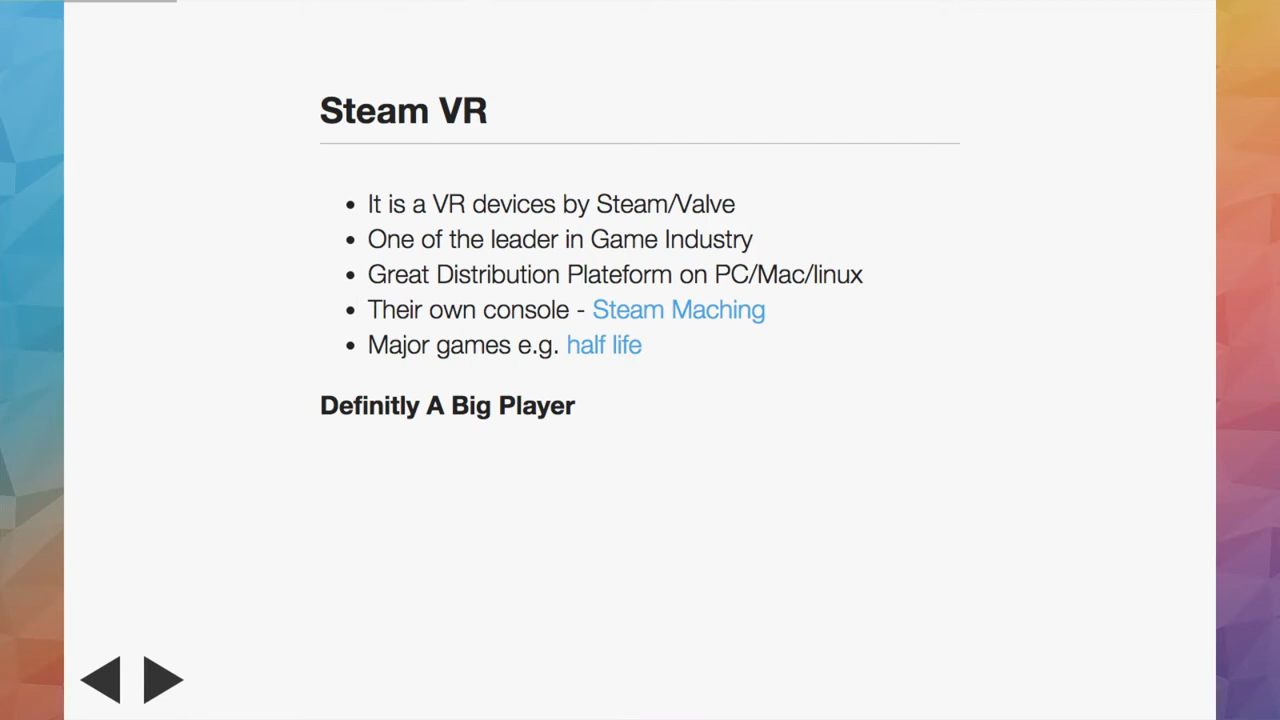 Steam VR
• It is a VR devices by Steam/Valve
• One of the leader in Game Industry
• Great Distribution Plateform on PC/Mac/linux
• Their own console - Steam Maching
• Major games e.g. half life
Definitly A Big Player